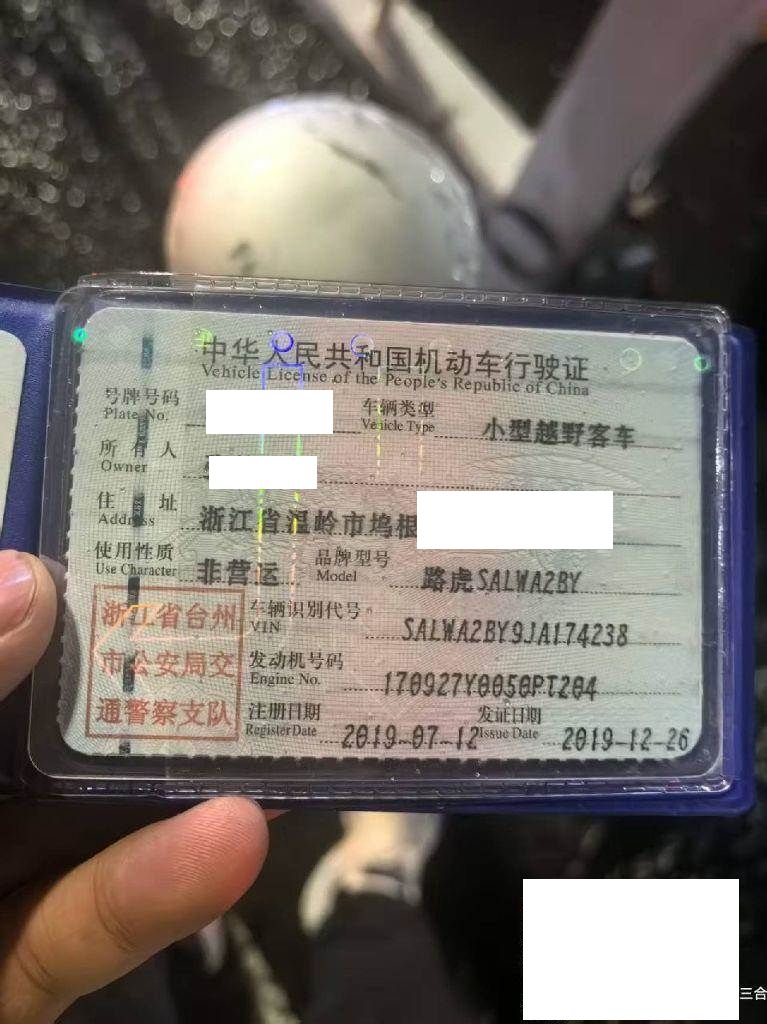 中华人民共和国机动车行驶证
Vehicle License of the People's Republic of China
号牌号码
Plate No.
车辆类型
Vehicle Type
小型越野客车
所有人
Owner
住址
Address
浙江省温岭市坞根
使用性质
Use Character
非营运
品牌型号
Model
路虎SALWA2BY
浙江省台州
市公安局交
通警察支队
车辆识别代号
VIN
SALWA2BY9JA174238
发动机号码
Engine No.
170927Y0050PT204
注册日期
Register Date
2019-07-12
发证日期
Issue Date
2019-12-26
三合